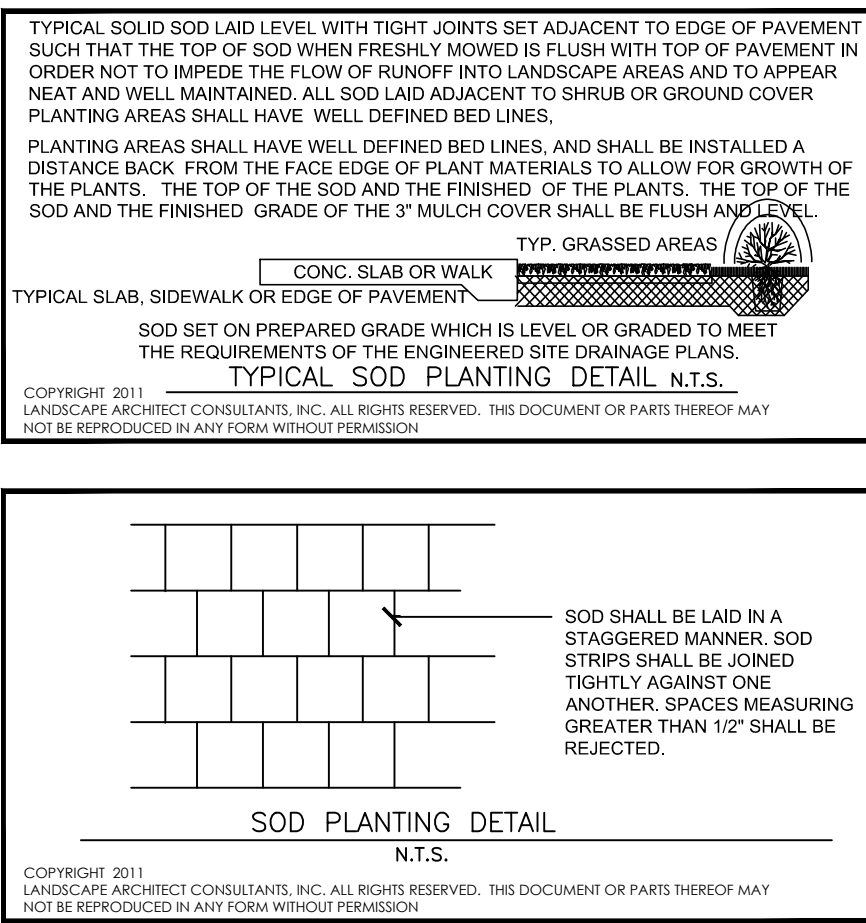 TYPICAL SOLID SOD LAID LEVEL WITH TIGHT JOINTS SET ADJACENT TO EDGE OF PAVEMENT
SUCH THAT THE TOP OF SOD WHEN FRESHLY MOWED IS FLUSH WITH TOP OF PAVEMENT IN
ORDER NOT TO IMPEDE THE FLOW OF RUNOFF INTO LANDSCAPE AREAS AND TO APPEAR
NEAT AND WELL MAINTAINED. ALL SOD LAID ADJACENT TO SHRUB OR GROUND COVER
PLANTING AREAS SHALL HAVE WELL DEFINED BED LINES,
PLANTING AREAS SHALL HAVE WELL DEFINED BED LINES, AND SHALL BE INSTALLED A
DISTANCE BACK FROM THE FACE EDGE OF PLANT MATERIALS TO ALLOW FOR GROWTH OF
THE PLANTS. THE TOP OF THE SOD AND THE FINISHED OF THE PLANTS. THE TOP OF THE
SOD AND THE FINISHED GRADE OF THE 3" MULCH COVER SHALL BE FLUSH AND LEVEL.
TYP. GRASSED AREAS
CONC. SLAB OR WALK
TYPICAL SLAB, SIDEWALK OR EDGE OF PAVEMENT
SOD SET ON PREPARED GRADE WHICH IS LEVEL OR GRADED TO MEET
THE REQUIREMENTS OF THE ENGINEERED SITE DRAINAGE PLANS.
TYPICAL SOD PLANTING DETAIL N.T.S.
COPYRIGHT 2011
LANDSCAPE ARCHITECT CONSULTANTS, INC. ALL RIGHTS RESERVED. THIS DOCUMENT OR PARTS THEREOF MAY
NOT BE REPRODUCED IN ANY FORM WITHOUT PERMISSION
SOD SHALL BE LAID IN A
STAGGERED MANNER. SOD
STRIPS SHALL BE JOINED
TIGHTLY AGAINST ONE
ANOTHER. SPACES MEASURING
GREATER THAN 1/2" SHALL BE
REJECTED.
SOD PLANTING DETAIL
N.T.S.
COPYRIGHT 2011
LANDSCAPE ARCHITECT CONSULTANTS, INC. ALL RIGHTS RESERVED. THIS DOCUMENT OR PARTS THEREOF MAY
NOT BE REPRODUCED IN ANY FORM WITHOUT PERMISSION